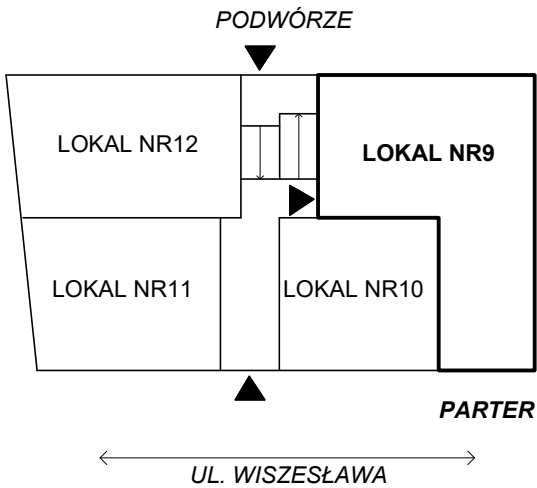 PODWÓRZE
LOKAL NR12
LOKAL NR9
LOKAL NR11
LOKAL NR10
PARTER
UL. WISZESŁAWA